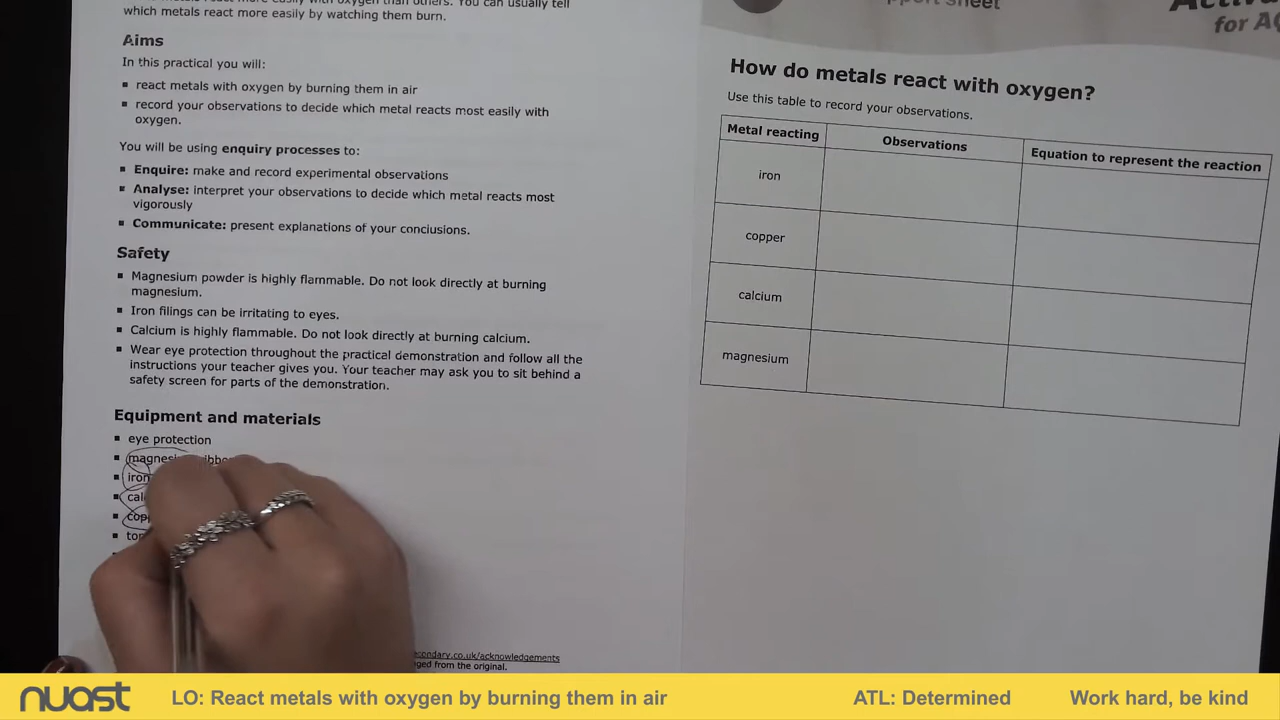 which metals react more easily by watching them burn.
Aims
In this practical you will:
react metals with oxygen by burning them in air
record your observations to decide which metal reacts most easily with
oxygen.
You will be using enquiry processes to:
Enquire: make and record experimental observations
Analyse: interpret your observations to decide which metal reacts most
vigorously
Communicate: present explanations of your conclusions.
Safety
Magnesium powder is highly flammable. Do not look directly at burning
magnesium.
Iron filings can be irritating to eyes.
Calcium is highly flammable. Do not look directly at burning calcium.
Wear eye protection throughout the practical demonstration and follow all the
instructions your teacher gives you. Your teacher may ask you to sit behind a
safety screen for parts of the demonstration.
Equipment and materials
eye protection
iron
How do metals react with oxygen?
Use this table to record your observations.
Metal reacting Observations Equation to represent the reaction
iron
copper
calcium
magnesium
nuast LO: React metals with oxygen by burning them in air ATL: Determined Work hard, be kind